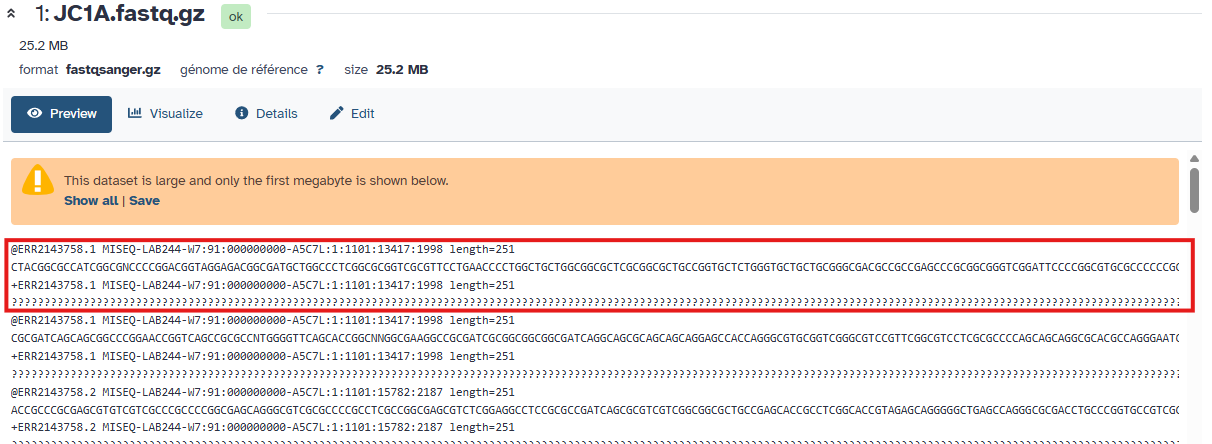 1: JC1A.fastq.gz ok
25.2 MB
format fastqsanger.gz génome de référence ? size 25.2 MB
Preview Visualize Details Edit
This dataset is large and only the first megabyte is shown below.
Show all | Save
@ERR2143758.1 MISEQ-LAB244-W7:91:000000000-A5C7L:1:1101:13417:1998 length=251
CTACGGCGCCATCGGCGNCCCCGGACGGTAGGAGACGGCGATGCTGGCCCTCGGCGCGGTCGCGTTCCTGAACCCCTGGCTGCTGGCGGCGCTCGCGGCGCTGCCGGTGCTCTGGGTGCTGCTGCGGGCGACGCCGCCGAGCCCGCGGCGGGTCGGATTCCCCGGCGTGCGCCCCCCGC
+ERR2143758.1 MISEQ-LAB244-W7:91:000000000-A5C7L:1:1101:13417:1998 length=251
@ERR2143758.1 MISEQ-LAB244-W7:91:000000000-A5C7L:1:1101:13417:1998 length=251
CGCGATCAGCAGCGGCCCGGAACCGGTCAGCCGCGCCNTGGGGTTCAGCACCGGCNNGGCGAAGGCCGCGATCGCGGCGGCGGCGATCAGGCAGCGCAGCAGCAGGAGCCACCAGGGCGTGCGGTCGGGCGTCCGTTCGGCGTCCTCGCGCCCCAGCAGCAGGCGCACGCCAGGGAATC
+ERR2143758.1 MISEQ-LAB244-W7:91:000000000-A5C7L:1:1101:13417:1998 length=251
@ERR2143758.2 MISEQ-LAB244-W7:91:000000000-A5C7L:1:1101:15782:2187 length=251
ACCGCCCGCGAGCGTGTCGTCGCCCGCCCCGGCGAGCAGGGCGTCGCGCCCCGCCTCGCCGGCGAGCGTCTCGGAGGCCTCCGCGCCGATCAGCGCGTCGTCGGCGGCGCTGCCGAGCACCGCCTCGGCACCGTAGAGCAGGGGGCTGAGCCAGGGCGCGACCTGCCCGGTGCCGTCGC
+ERR2143758.2 MISEQ-LAB244-W7:91:000000000-A5C7L:1:1101:15782:2187 length=251